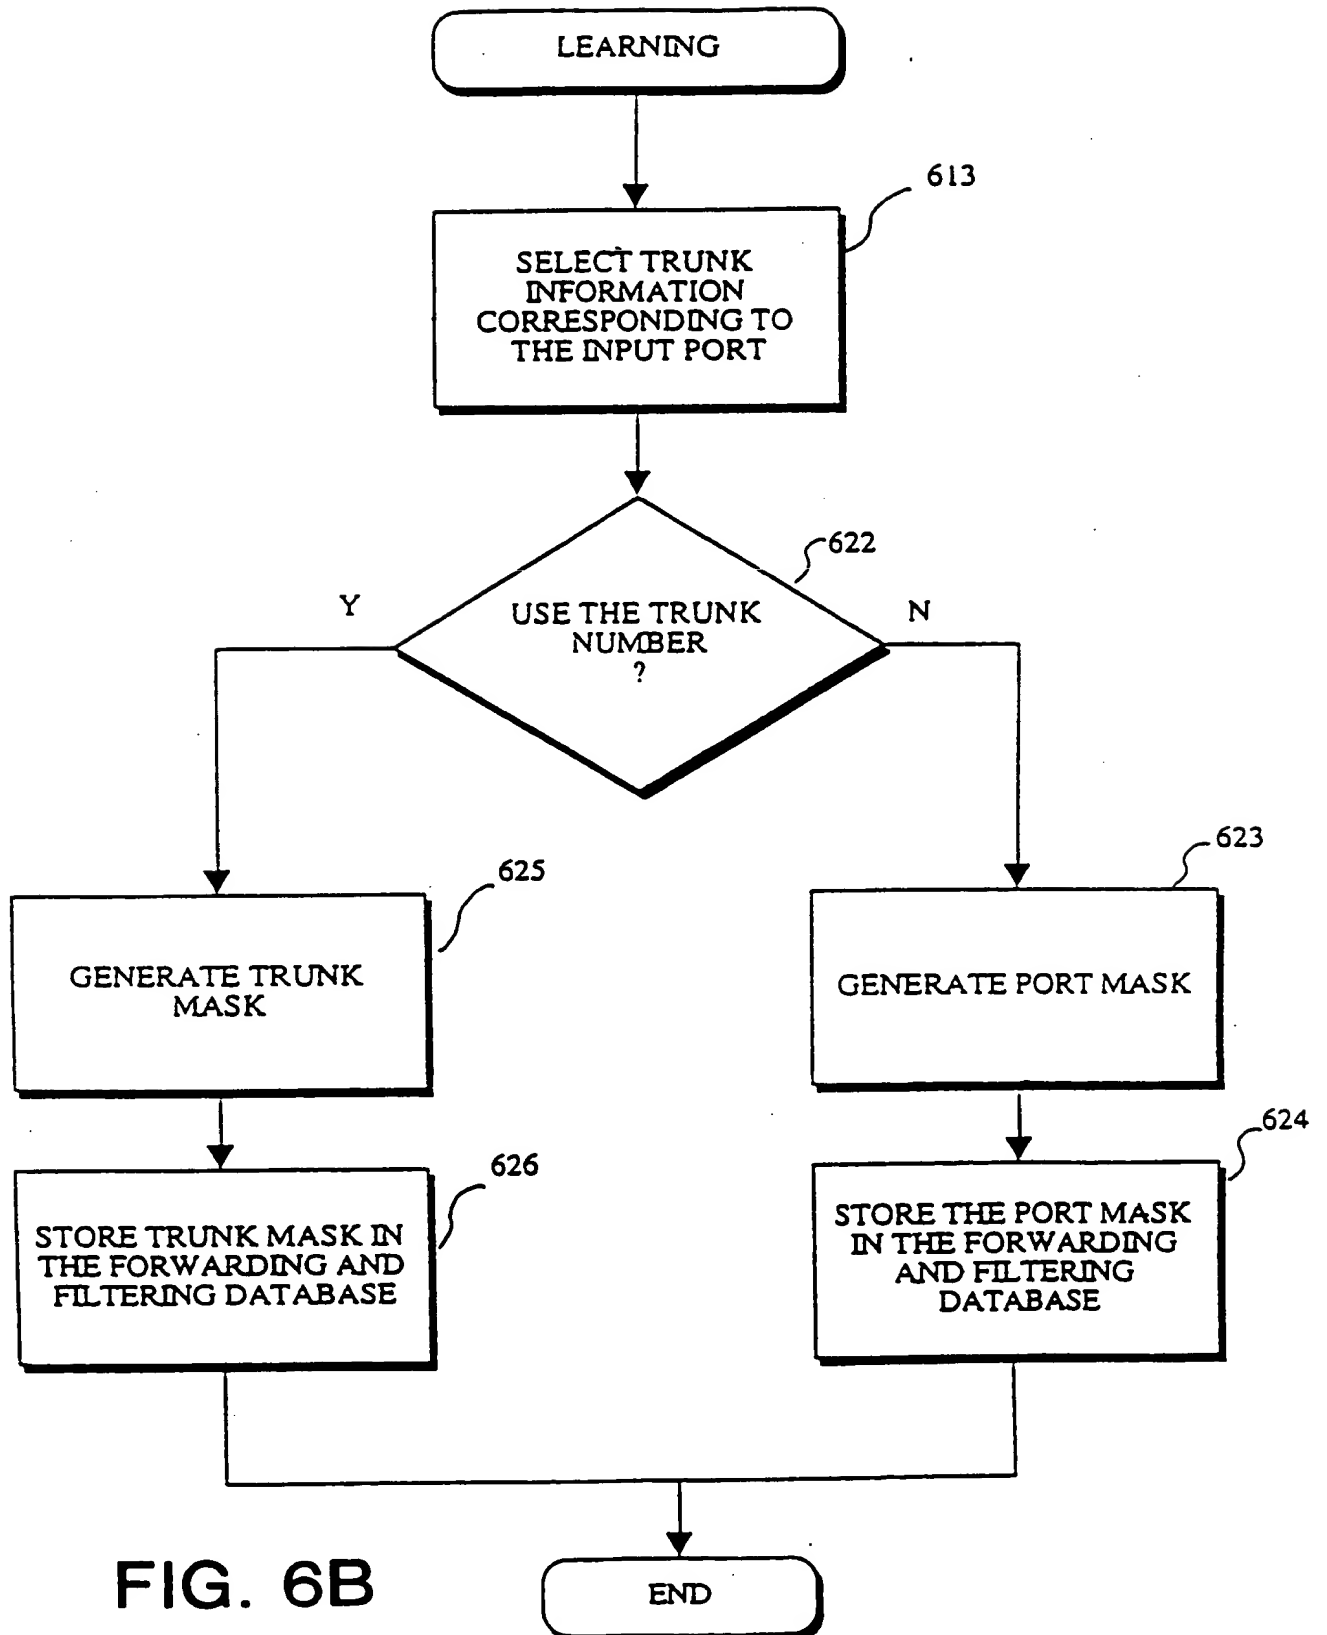 LEARNING
613
SELECT TRUNK
INFORMATION
CORRESPONDING TO
THE INPUT PORT
622
Y
USE THE TRUNK
NUMBER
?
N
625
GENERATE TRUNK
MASK
623
GENERATE PORT MASK
626
STORE TRUNK MASK IN
THE FORWARDING AND
FILTERING DATABASE
624
STORE THE PORT MASK
IN THE FORWARDING
AND FILTERING
DATABASE
FIG. 6B
END